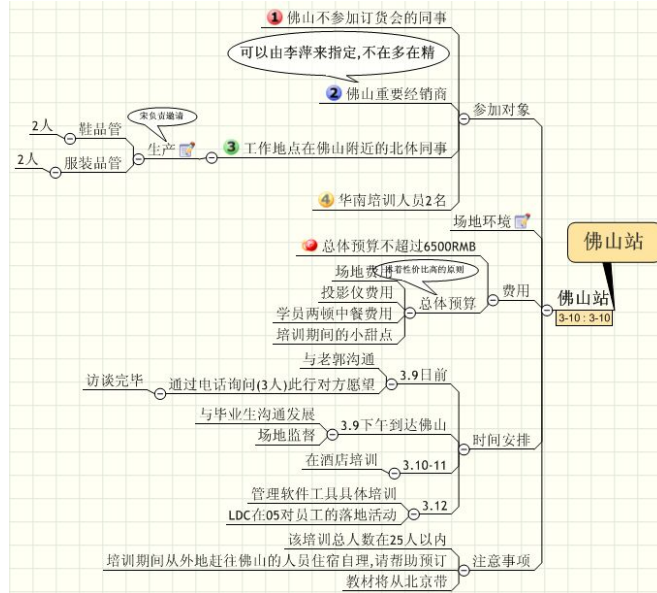 1 佛山不参加订货会的同事
可以由李萍来指定,不在多在精
2 佛山重要经销商
参加对象
宋负责邀请
2人
鞋品管
生产
3 工作地点在佛山附近的北体同事
2人
服装品管
4 华南培训人员2名
场地环境
佛山站
总体预算不超过6500RMB
场地费用
本着性价比高的原则
投影仪费用
费用
佛山站
学员两顿中餐费用
总体预算
3-10 : 3-10
培训期间的小甜点
与老郭沟通
3.9日前
访谈完毕
通过电话询问(3人)此行对方愿望
与毕业生沟通发展
3.9下午到达佛山
场地监督
时间安排
在酒店培训
3.10-11
管理软件工具具体培训
3.12
LDC在05对员工的落地活动
该培训总人数在25人以内
培训期间从外地赶往佛山的人员住宿自理,请帮助预订
注意事项
教材将从北京带